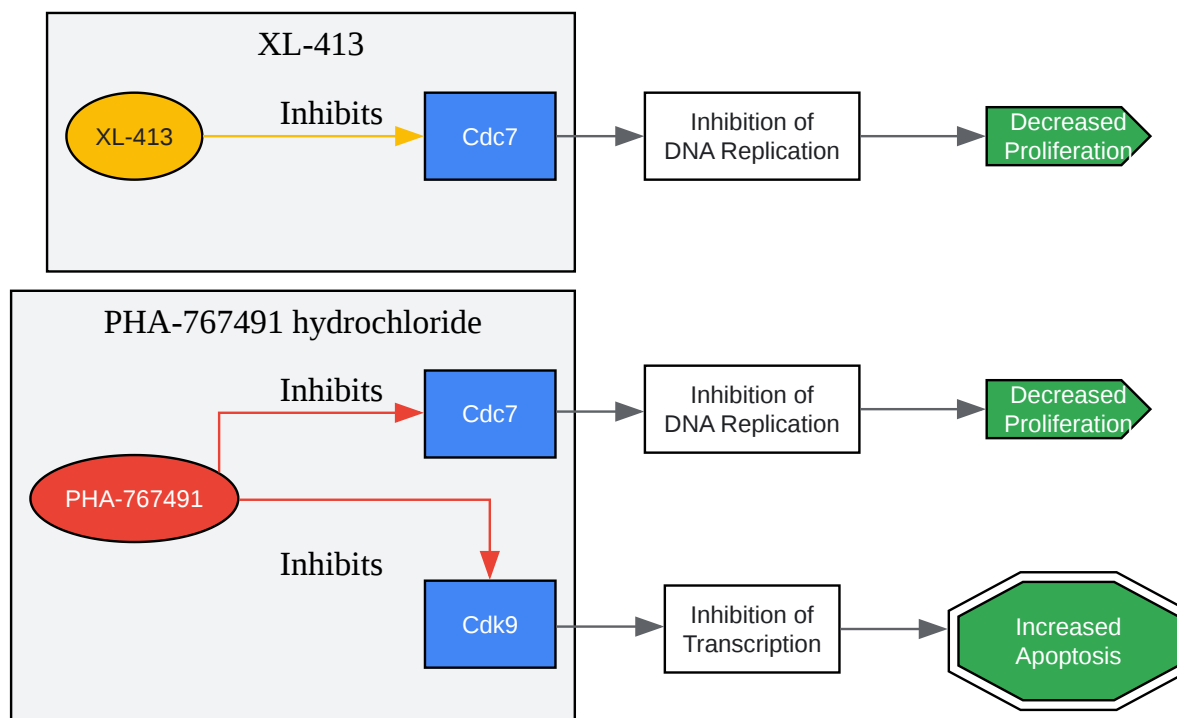 XL-413
XL-413
Inhibits
Cdc7
Inhibition of
DNA Replication
Decreased
Proliferation
PHA-767491 hydrochloride
PHA-767491
Inhibits
Cdc7
Inhibition of
DNA Replication
Decreased
Proliferation
Inhibits
Cdk9
Inhibition of
Transcription
Increased
Apoptosis